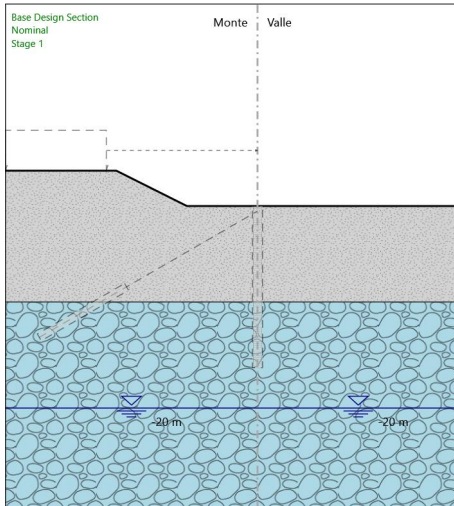 Base Design Section
Nominal
Stage 1
Monte Valle
-20 m -20 m